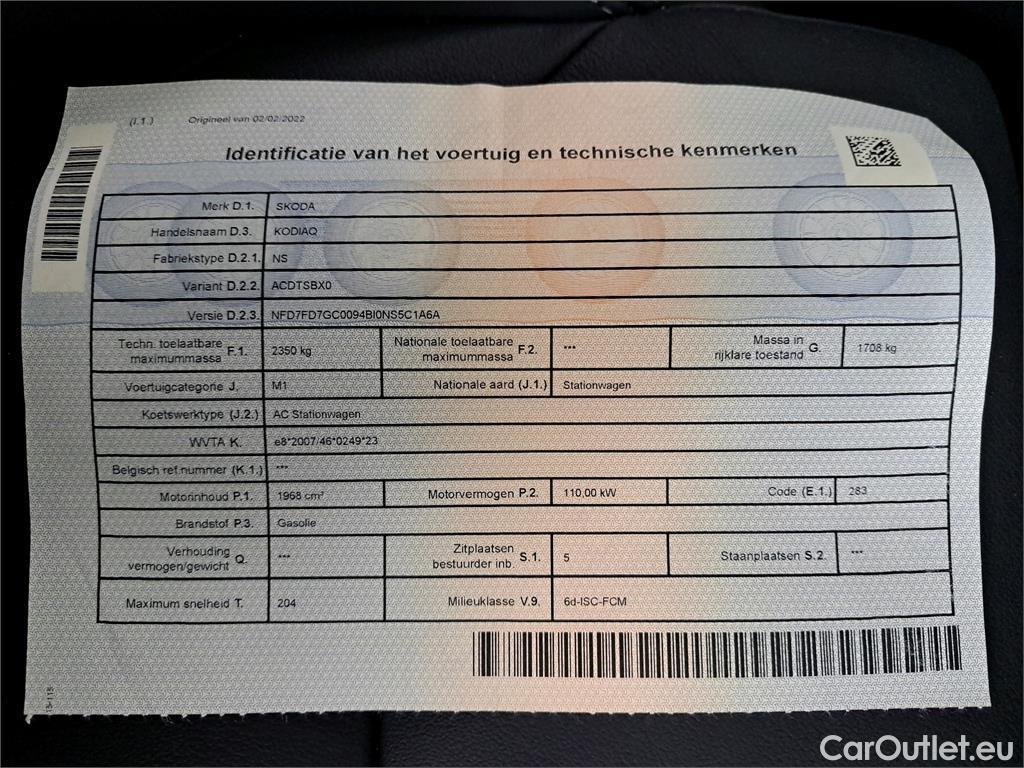 (I.1.) Origineel van 02/02/2022
Identificatie van het voertuig en technische kenmerken
Merk D.1. SKODA
Handelsnaam D.3. KODIAQ
Fabriekstype D.2.1. NS
Variant D.2.2. ACDTSBX0
Versie D.2.3. NFD7FD7GC0094BI0NS5C1A6A
Techn. toelaatbare maximummassa F.1. 2350 kg Nationale toelaatbare maximummassa F.2. *** Massa in rijklare toestand G. 1708 kg
Voertuigcategorie J. M1 Nationale aard (J.1.) Stationwagen
Koetswerktype (J.2.) AC Stationwagen
WVTA K. e8*2007/46*0249*23
Belgisch ref.nummer (K.1.) ***
Motorinhoud P.1. 1968 cm³ Motorvermogen P.2. 110,00 kW Code (E.1.) 283
Brandstof P.3. Gasolie
Verhouding vermogen/gewicht Q. *** Zitplaatsen bestuurder inb. S.1. 5 Staanplaatsen S.2. ***
Maximum snelheid T. 204 Milieuklasse V.9. 6d-ISC-FCM
15-115
CarOutlet.eu